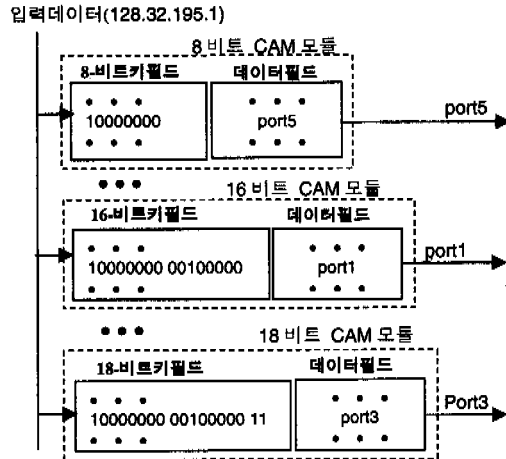 입력데이터(128.32.195.1)
8 비트 CAM 모듈
8-비트키필드 데이터필드
10000000 port5
port5
16 비트 CAM 모듈
16-비트키필드 데이터필드
10000000 00100000 port1
port1
18 비트 CAM 모듈
18-비트키필드 데이터필드
10000000 00100000 11 port3
Port3